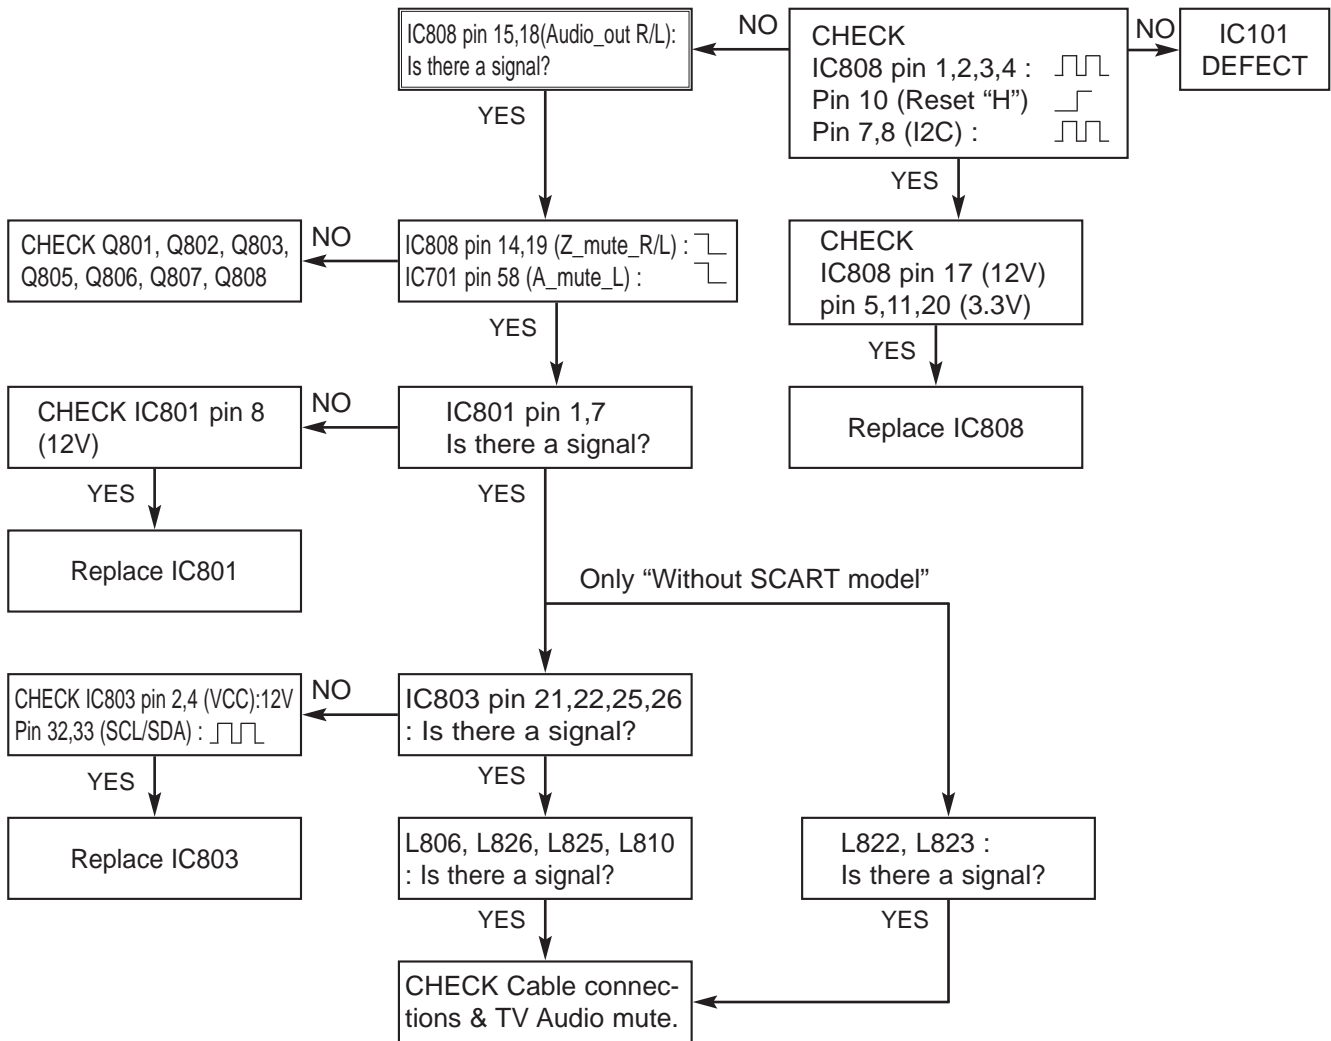 IC808 pin 15,18(Audio_out R/L):
Is there a signal?
NO
CHECK
IC808 pin 1,2,3,4 :
Pin 10 (Reset “H”)
Pin 7,8 (I2C) :
NO
IC101
DEFECT
YES
YES
CHECK Q801, Q802, Q803,
Q805, Q806, Q807, Q808
NO
IC808 pin 14,19 (Z_mute_R/L) :
IC701 pin 58 (A_mute_L) :
CHECK
IC808 pin 17 (12V)
pin 5,11,20 (3.3V)
YES
YES
CHECK IC801 pin 8
(12V)
NO
IC801 pin 1,7
Is there a signal?
Replace IC808
YES
YES
Replace IC801
Only “Without SCART model”
CHECK IC803 pin 2,4 (VCC):12V
Pin 32,33 (SCL/SDA) :
NO
IC803 pin 21,22,25,26
: Is there a signal?
YES
YES
Replace IC803
L806, L826, L825, L810
: Is there a signal?
L822, L823 :
Is there a signal?
YES
YES
CHECK Cable connec-
tions & TV Audio mute.